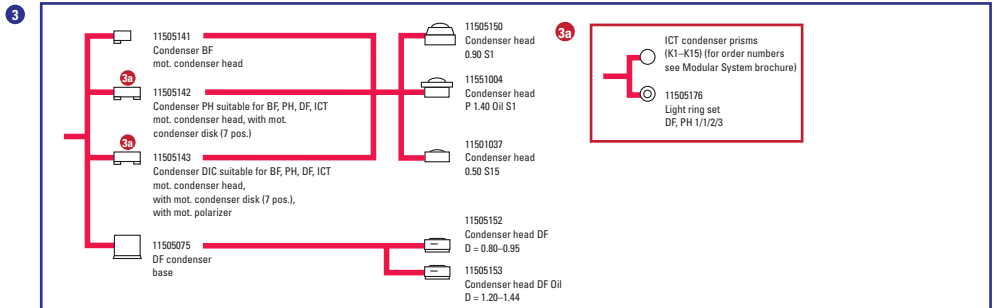 3
11505141
Condenser BF
mot. condenser head
3a
11505142
Condenser PH suitable for BF, PH, DF, ICT
mot. condenser head, with mot.
condenser disk (7 pos.)
3a
11505143
Condenser DIC suitable for BF, PH, DF, ICT
mot. condenser head,
with mot. condenser disk (7 pos.),
with mot. polarizer
11505075
DF condenser
base
11505150
Condenser head
0.90 S1
11551004
Condenser head
P 1.40 Oil S1
11501037
Condenser head
0.50 S15
11505152
Condenser head DF
D = 0.80–0.95
11505153
Condenser head DF Oil
D = 1.20–1.44
3a
ICT condenser prisms
(K1–K15) (for order numbers
see Modular System brochure)
11505176
Light ring set
DF, PH 1/1/2/3